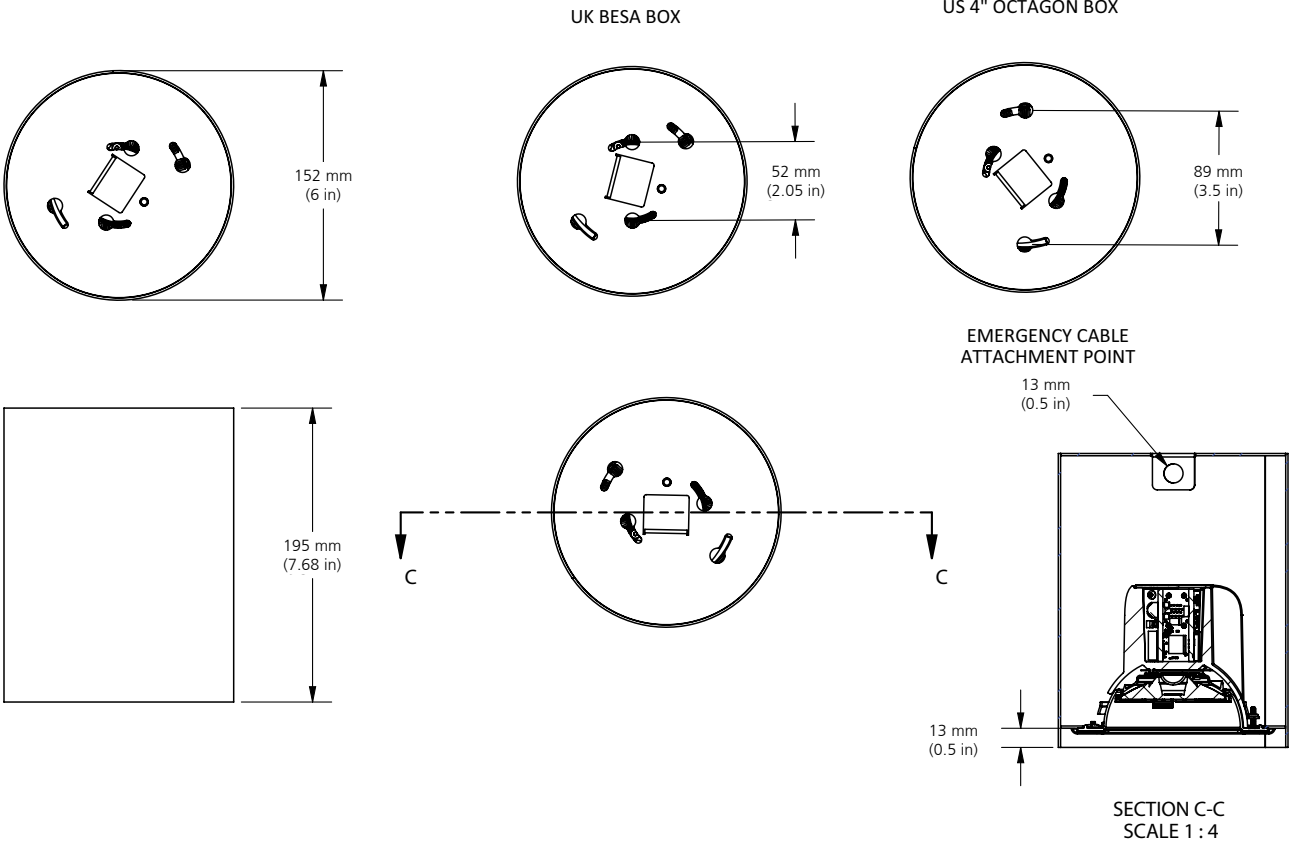 UK BESA BOX
US 4" OCTAGON BOX
152 mm
(6 in)
52 mm
(2.05 in)
89 mm
(3.5 in)
EMERGENCY CABLE
ATTACHMENT POINT
13 mm
(0.5 in)
195 mm
(7.68 in)
C
C
13 mm
(0.5 in)
SECTION C-C
SCALE 1 : 4